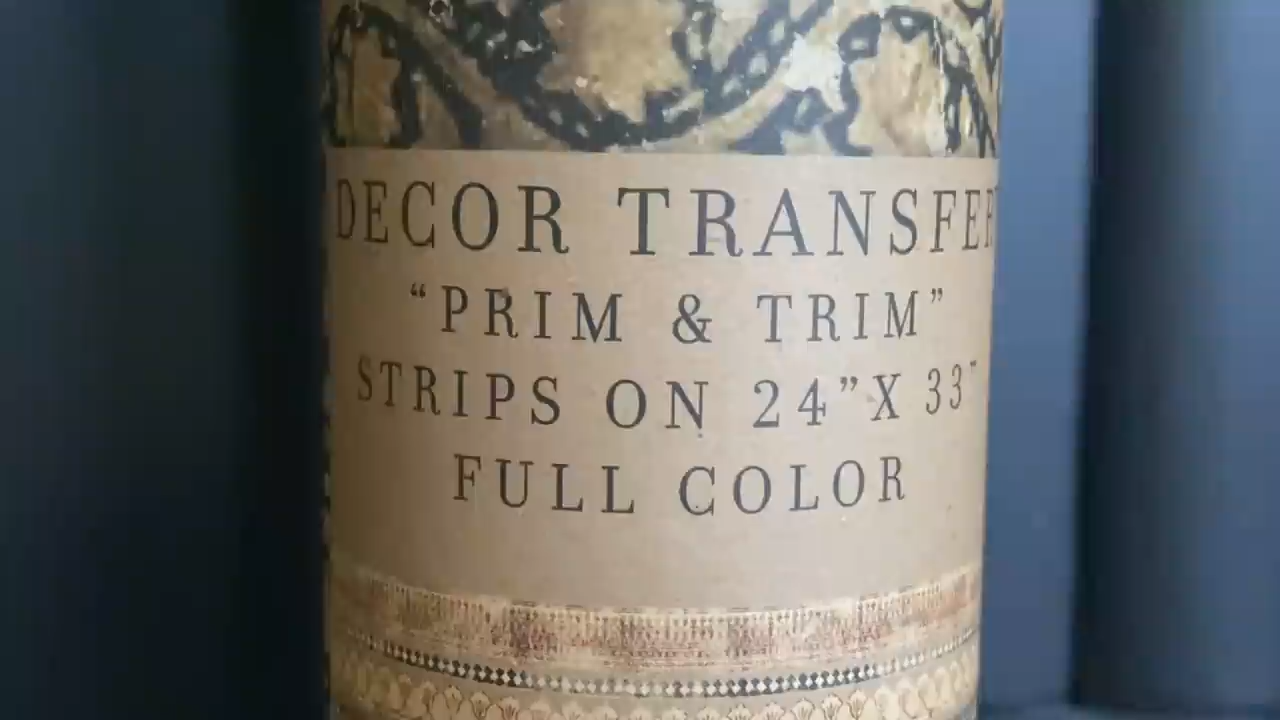 DECOR TRANSFER
“PRIM & TRIM”
STRIPS ON 24”X 33”
FULL COLOR